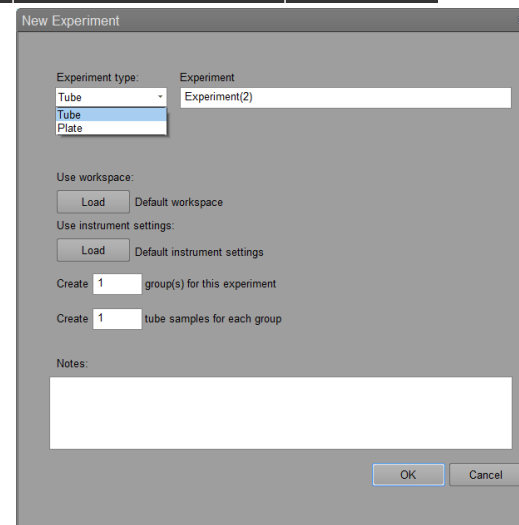 New Experiment
Experiment type: Experiment
Tube Experiment(2)
Tube
Plate
Use workspace:
Load Default workspace
Use instrument settings:
Load Default instrument settings
Create 1 group(s) for this experiment
Create 1 tube samples for each group
Notes:
OK Cancel